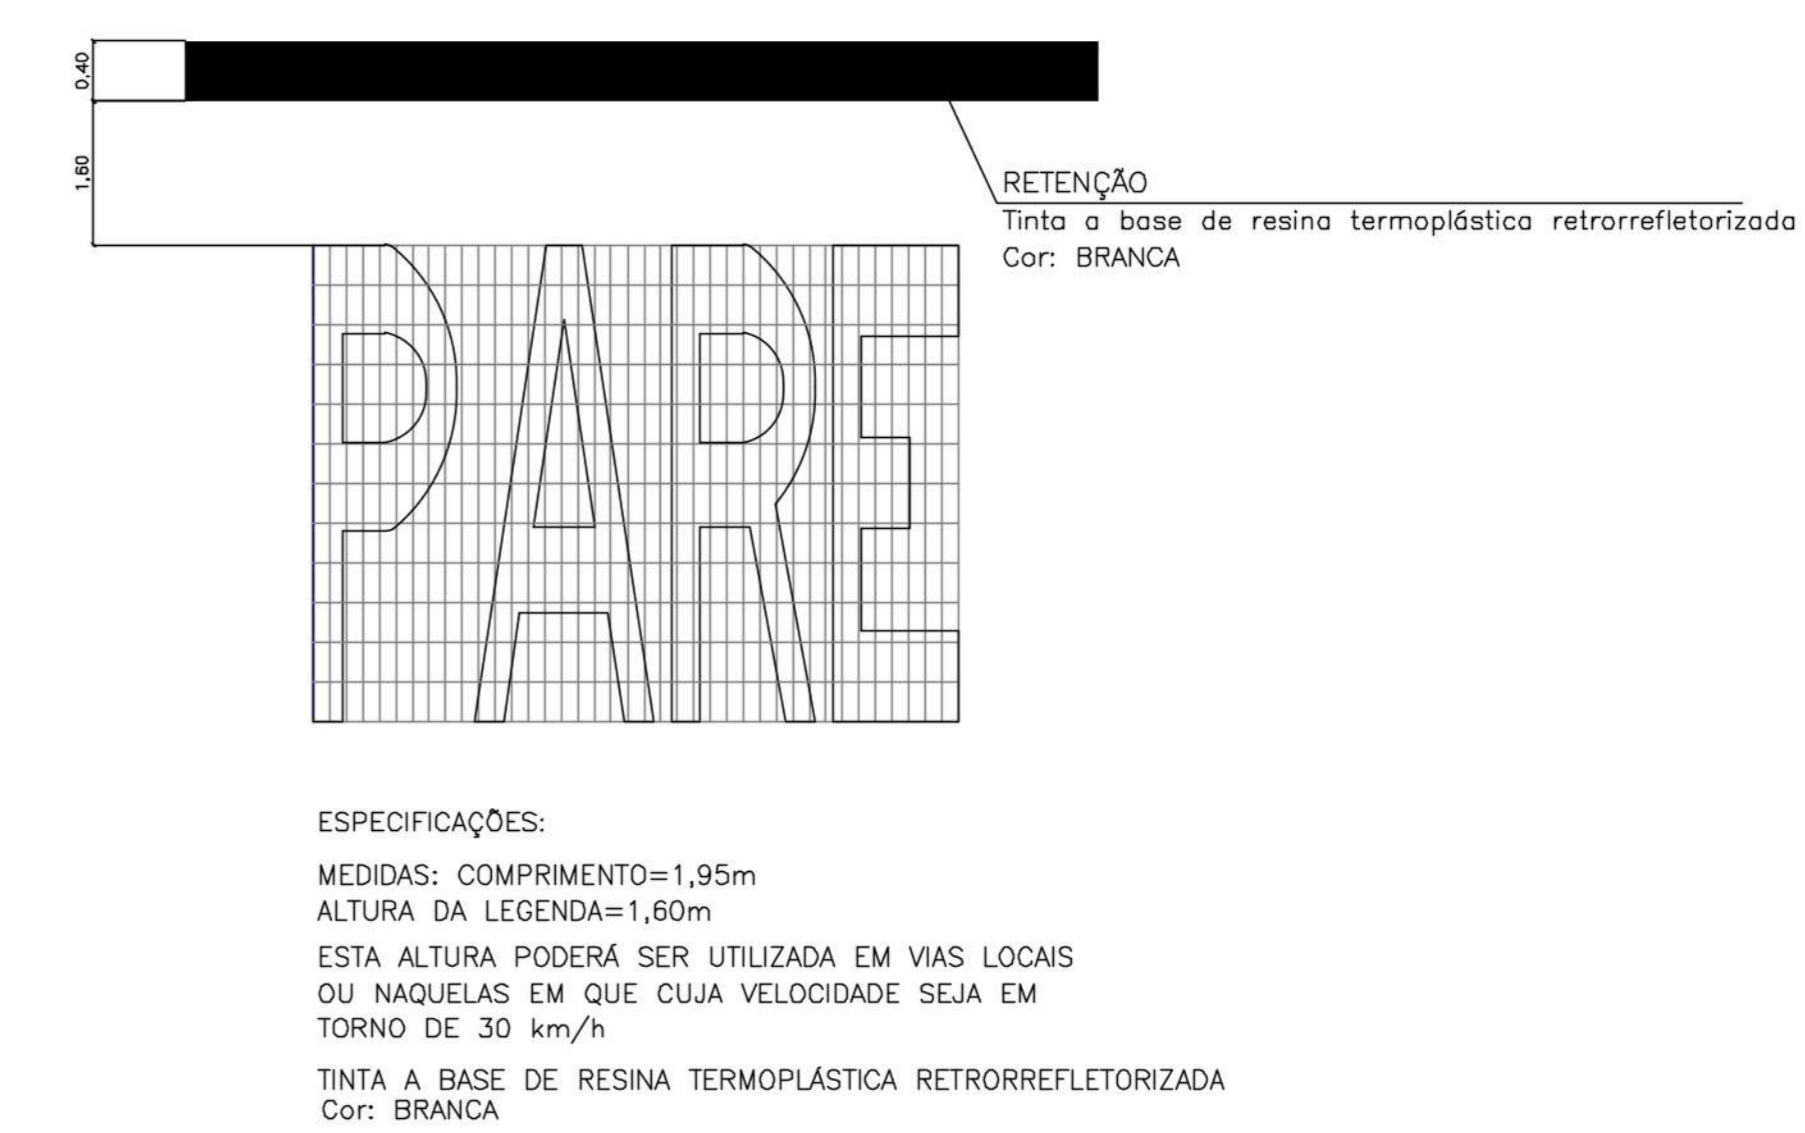 0,40
1,60
RETENÇÃO
Tinta a base de resina termoplástica retrorrefletorizada
Cor: BRANCA
PARE
ESPECIFICAÇÕES:
MEDIDAS: COMPRIMENTO=1,95m
ALTURA DA LEGENDA=1,60m
ESTA ALTURA PODERÁ SER UTILIZADA EM VIAS LOCAIS
OU NAQUELAS EM QUE CUJA VELOCIDADE SEJA EM
TORNO DE 30 km/h
TINTA A BASE DE RESINA TERMOPLÁSTICA RETRORREFLETORIZADA
Cor: BRANCA